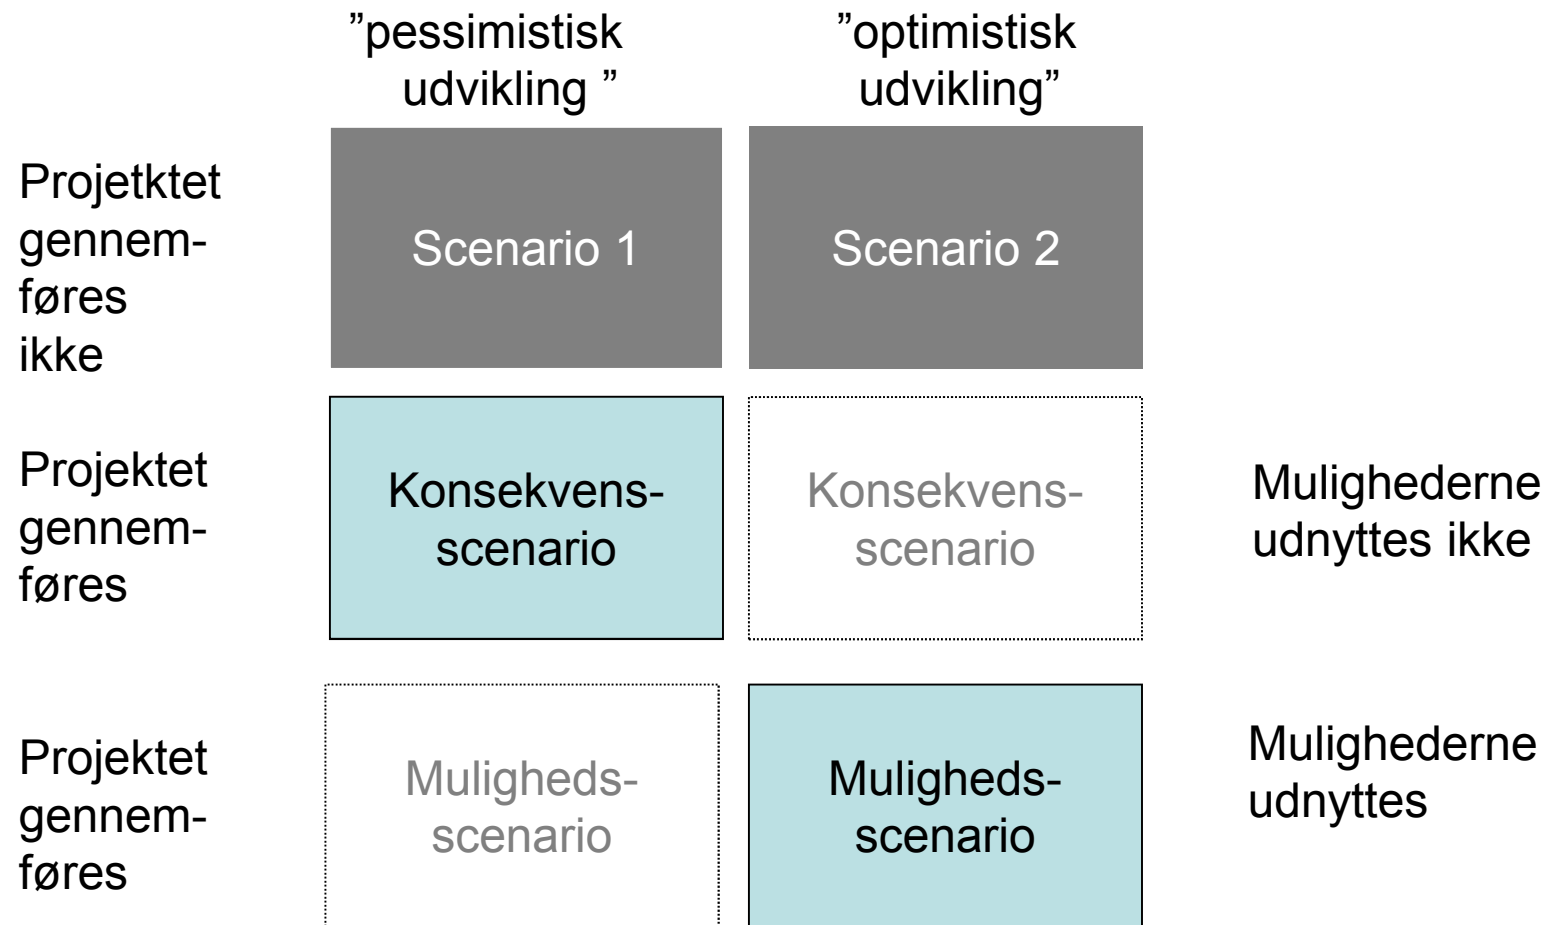 ”pessimistisk
udvikling ”
”optimistisk
udvikling”
Projetktet
gennem-
føres
ikke
Scenario 1
Scenario 2
Projektet
gennem-
føres
Konsekvens-
scenario
Konsekvens-
scenario
Mulighederne
udnyttes ikke
Projektet
gennem-
føres
Muligheds-
scenario
Muligheds-
scenario
Mulighederne
udnyttes